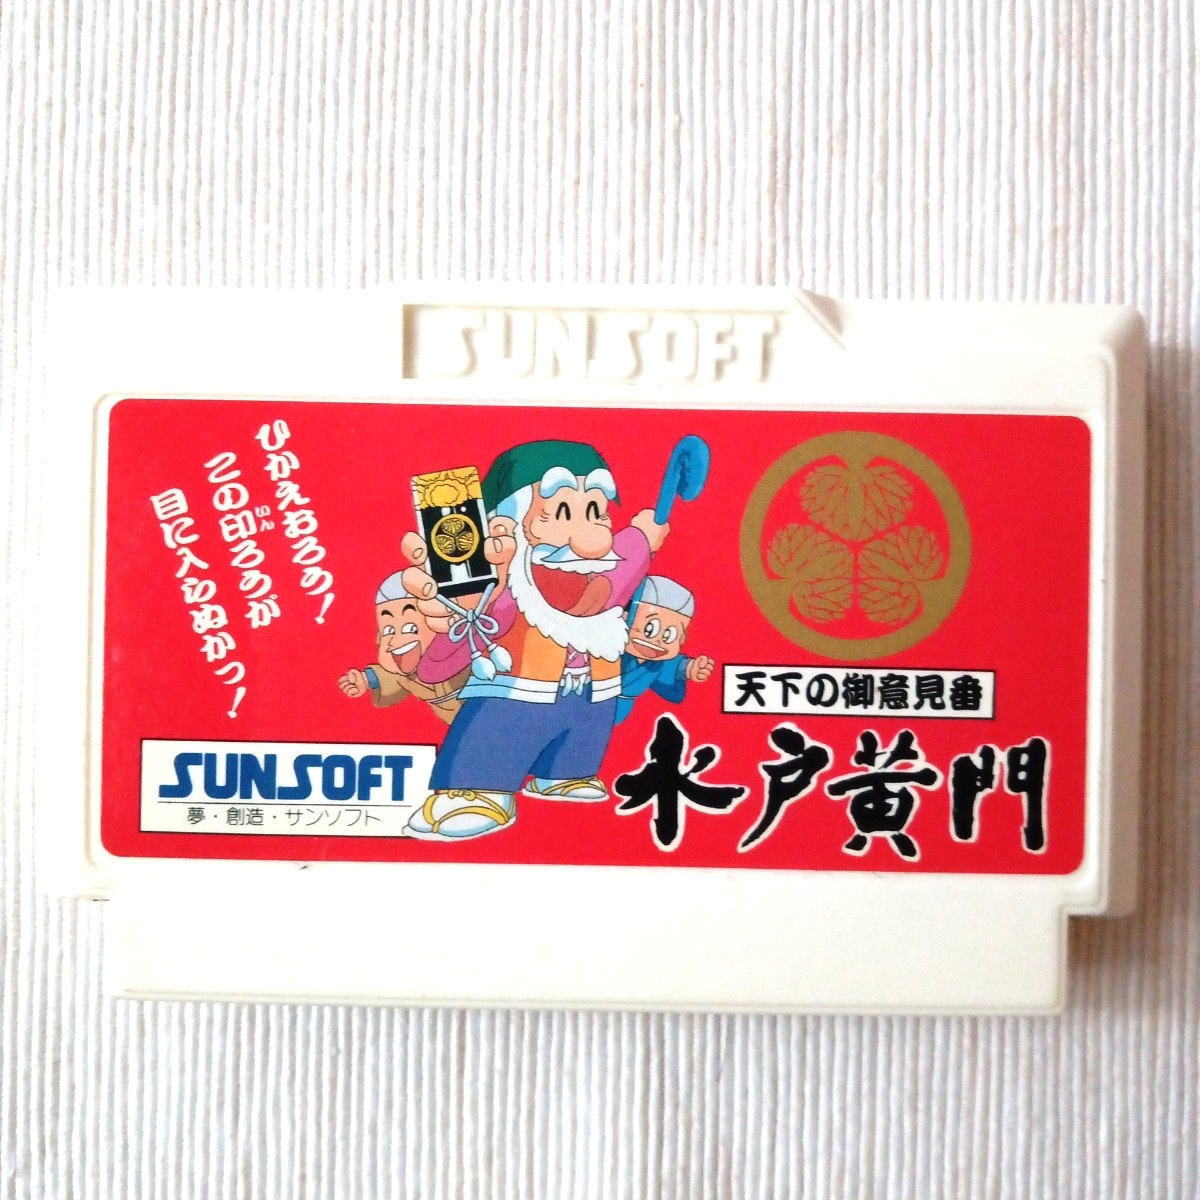 SUNSOFT
ひかえおろう！
この印ろうが
いん
目に入らぬかっ！
天下の御意見番
水戸黄門
SUNSOFT
夢・創造・サンソフト